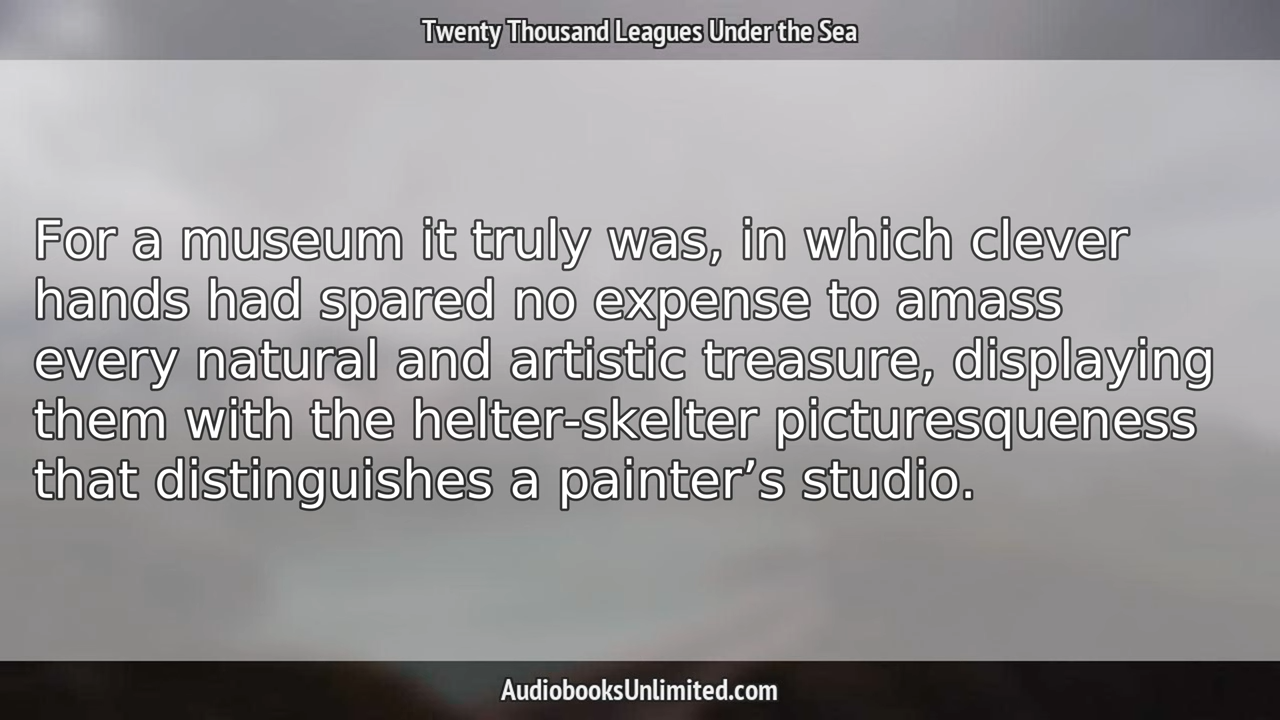 Twenty Thousand Leagues Under the Sea
For a museum it truly was, in which clever
hands had spared no expense to amass
every natural and artistic treasure, displaying
them with the helter-skelter picturesqueness
that distinguishes a painter’s studio.
AudiobooksUnlimited.com